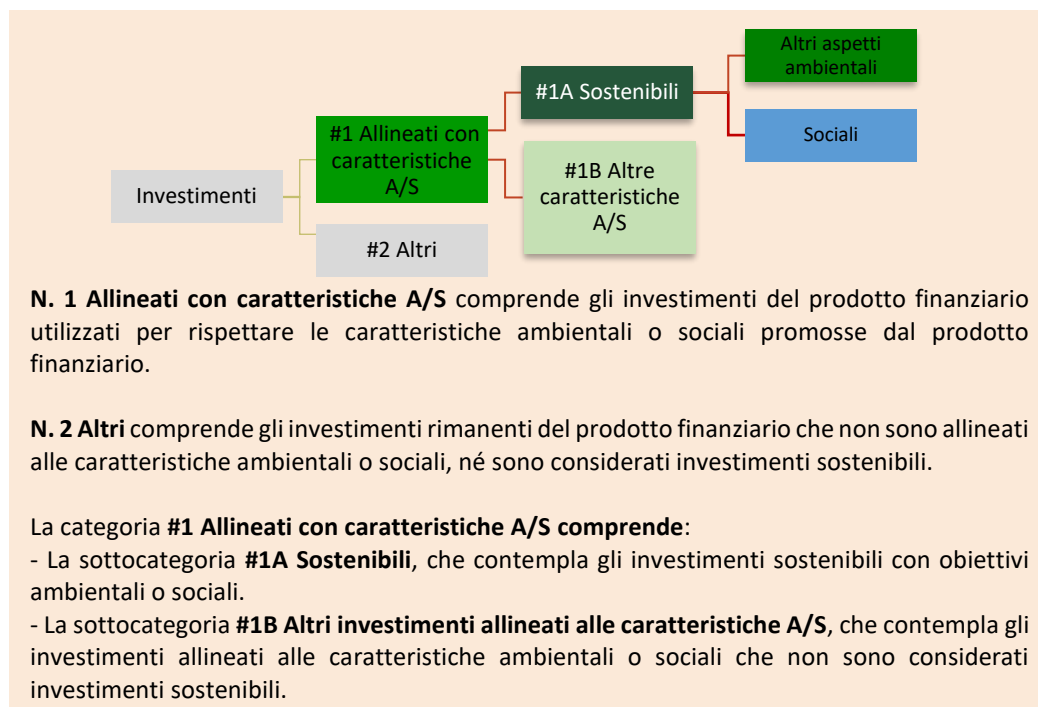 Altri aspetti
ambientali
#1A Sostenibili
Sociali
#1 Allineati con
caratteristiche
A/S
#1B Altre
caratteristiche
A/S
Investimenti
#2 Altri
N. 1 Allineati con caratteristiche A/S comprende gli investimenti del prodotto finanziario
utilizzati per rispettare le caratteristiche ambientali o sociali promosse dal prodotto
finanziario.
N. 2 Altri comprende gli investimenti rimanenti del prodotto finanziario che non sono allineati
alle caratteristiche ambientali o sociali, né sono considerati investimenti sostenibili.
La categoria #1 Allineati con caratteristiche A/S comprende:
- La sottocategoria #1A Sostenibili, che contempla gli investimenti sostenibili con obiettivi
ambientali o sociali.
- La sottocategoria #1B Altri investimenti allineati alle caratteristiche A/S, che contempla gli
investimenti allineati alle caratteristiche ambientali o sociali che non sono considerati
investimenti sostenibili.